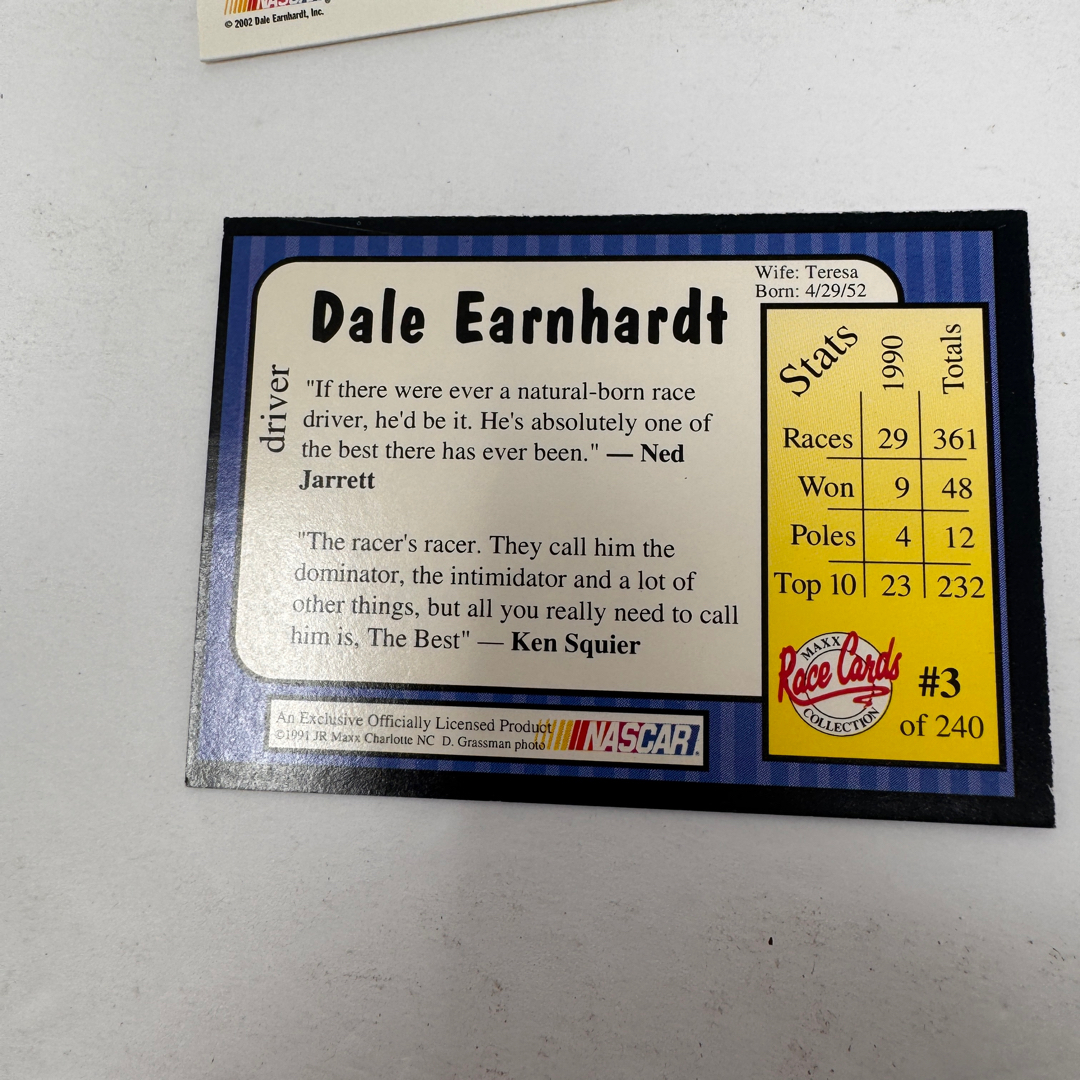 NASCAR
© 2002 Dale Earnhardt, Inc.
Wife: Teresa
Born: 4/29/52
Dale Earnhardt
driver
"If there were ever a natural-born race
driver, he'd be it. He's absolutely one of
the best there has ever been." — Ned
Jarrett
"The racer's racer. They call him the
dominator, the intimidator and a lot of
other things, but all you really need to call
him is, The Best" — Ken Squier
Stats 1990 Totals
Races 29 361
Won 9 48
Poles 4 12
Top 10 23 232
MAXX
Race Cards
COLLECTION
#3
of 240
An Exclusive Officially Licensed Product
©1991 JR Maxx Charlotte NC D. Grassman photo
NASCAR